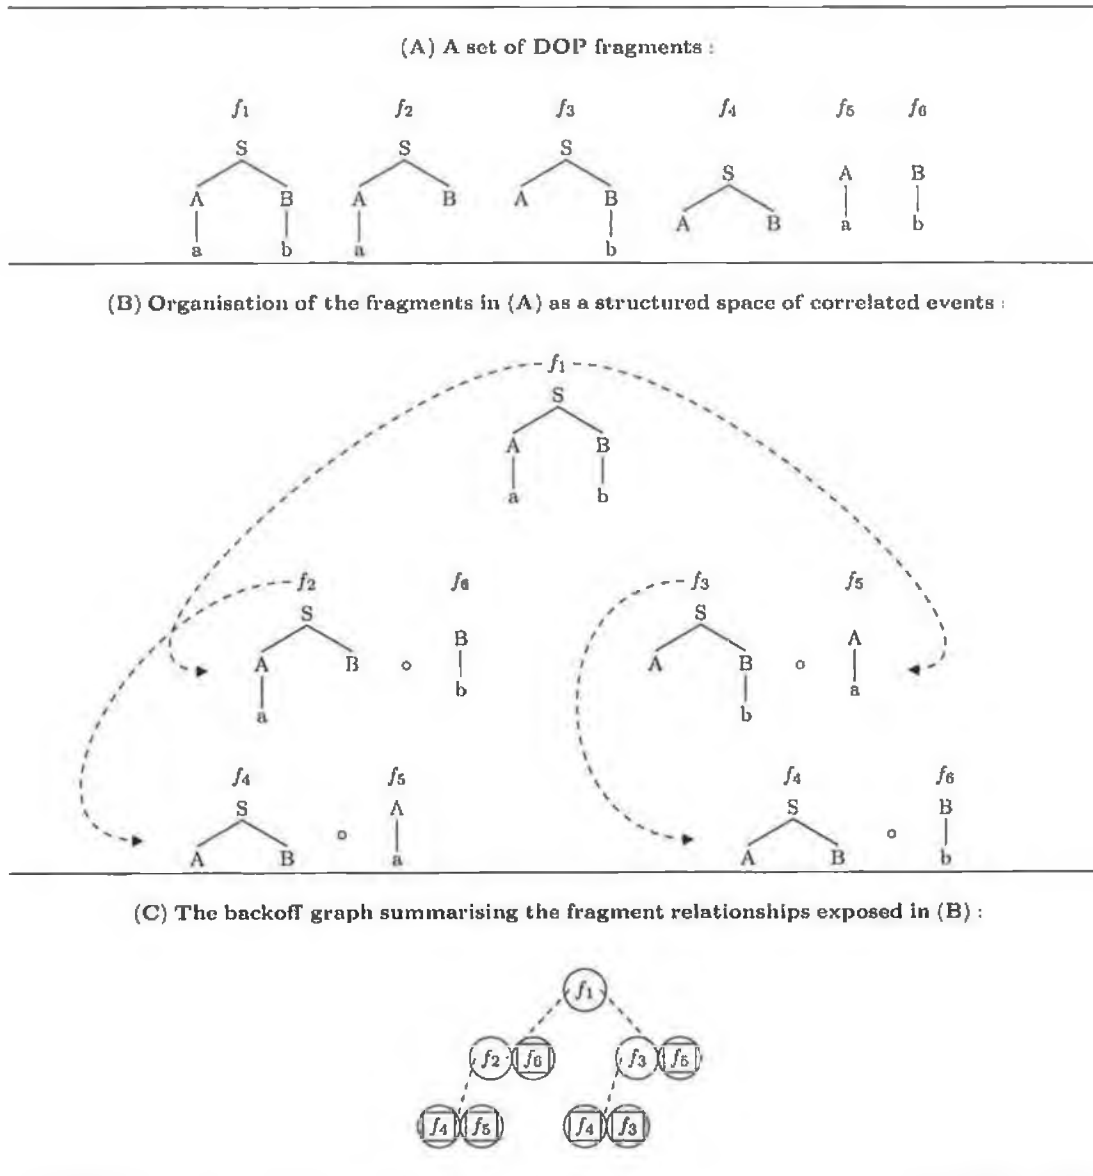 (A) A set of DOP fragments :
f1 f2 f3 f4 f5 f6
S S S S A B
A B A B A B A B a b
a b a b
(B) Organisation of the fragments in (A) as a structured space of correlated events :
f1
S
A B
a b
f2 f6 f3 f5
S B S A
A B ∘ b A B ∘ a
a b
f4 f5 f4 f6
S A S B
A B ∘ a A B ∘ b
(C) The backoff graph summarising the fragment relationships exposed in (B) :
f1
f2 f6 f3 f5
f4 f5 f4 f3